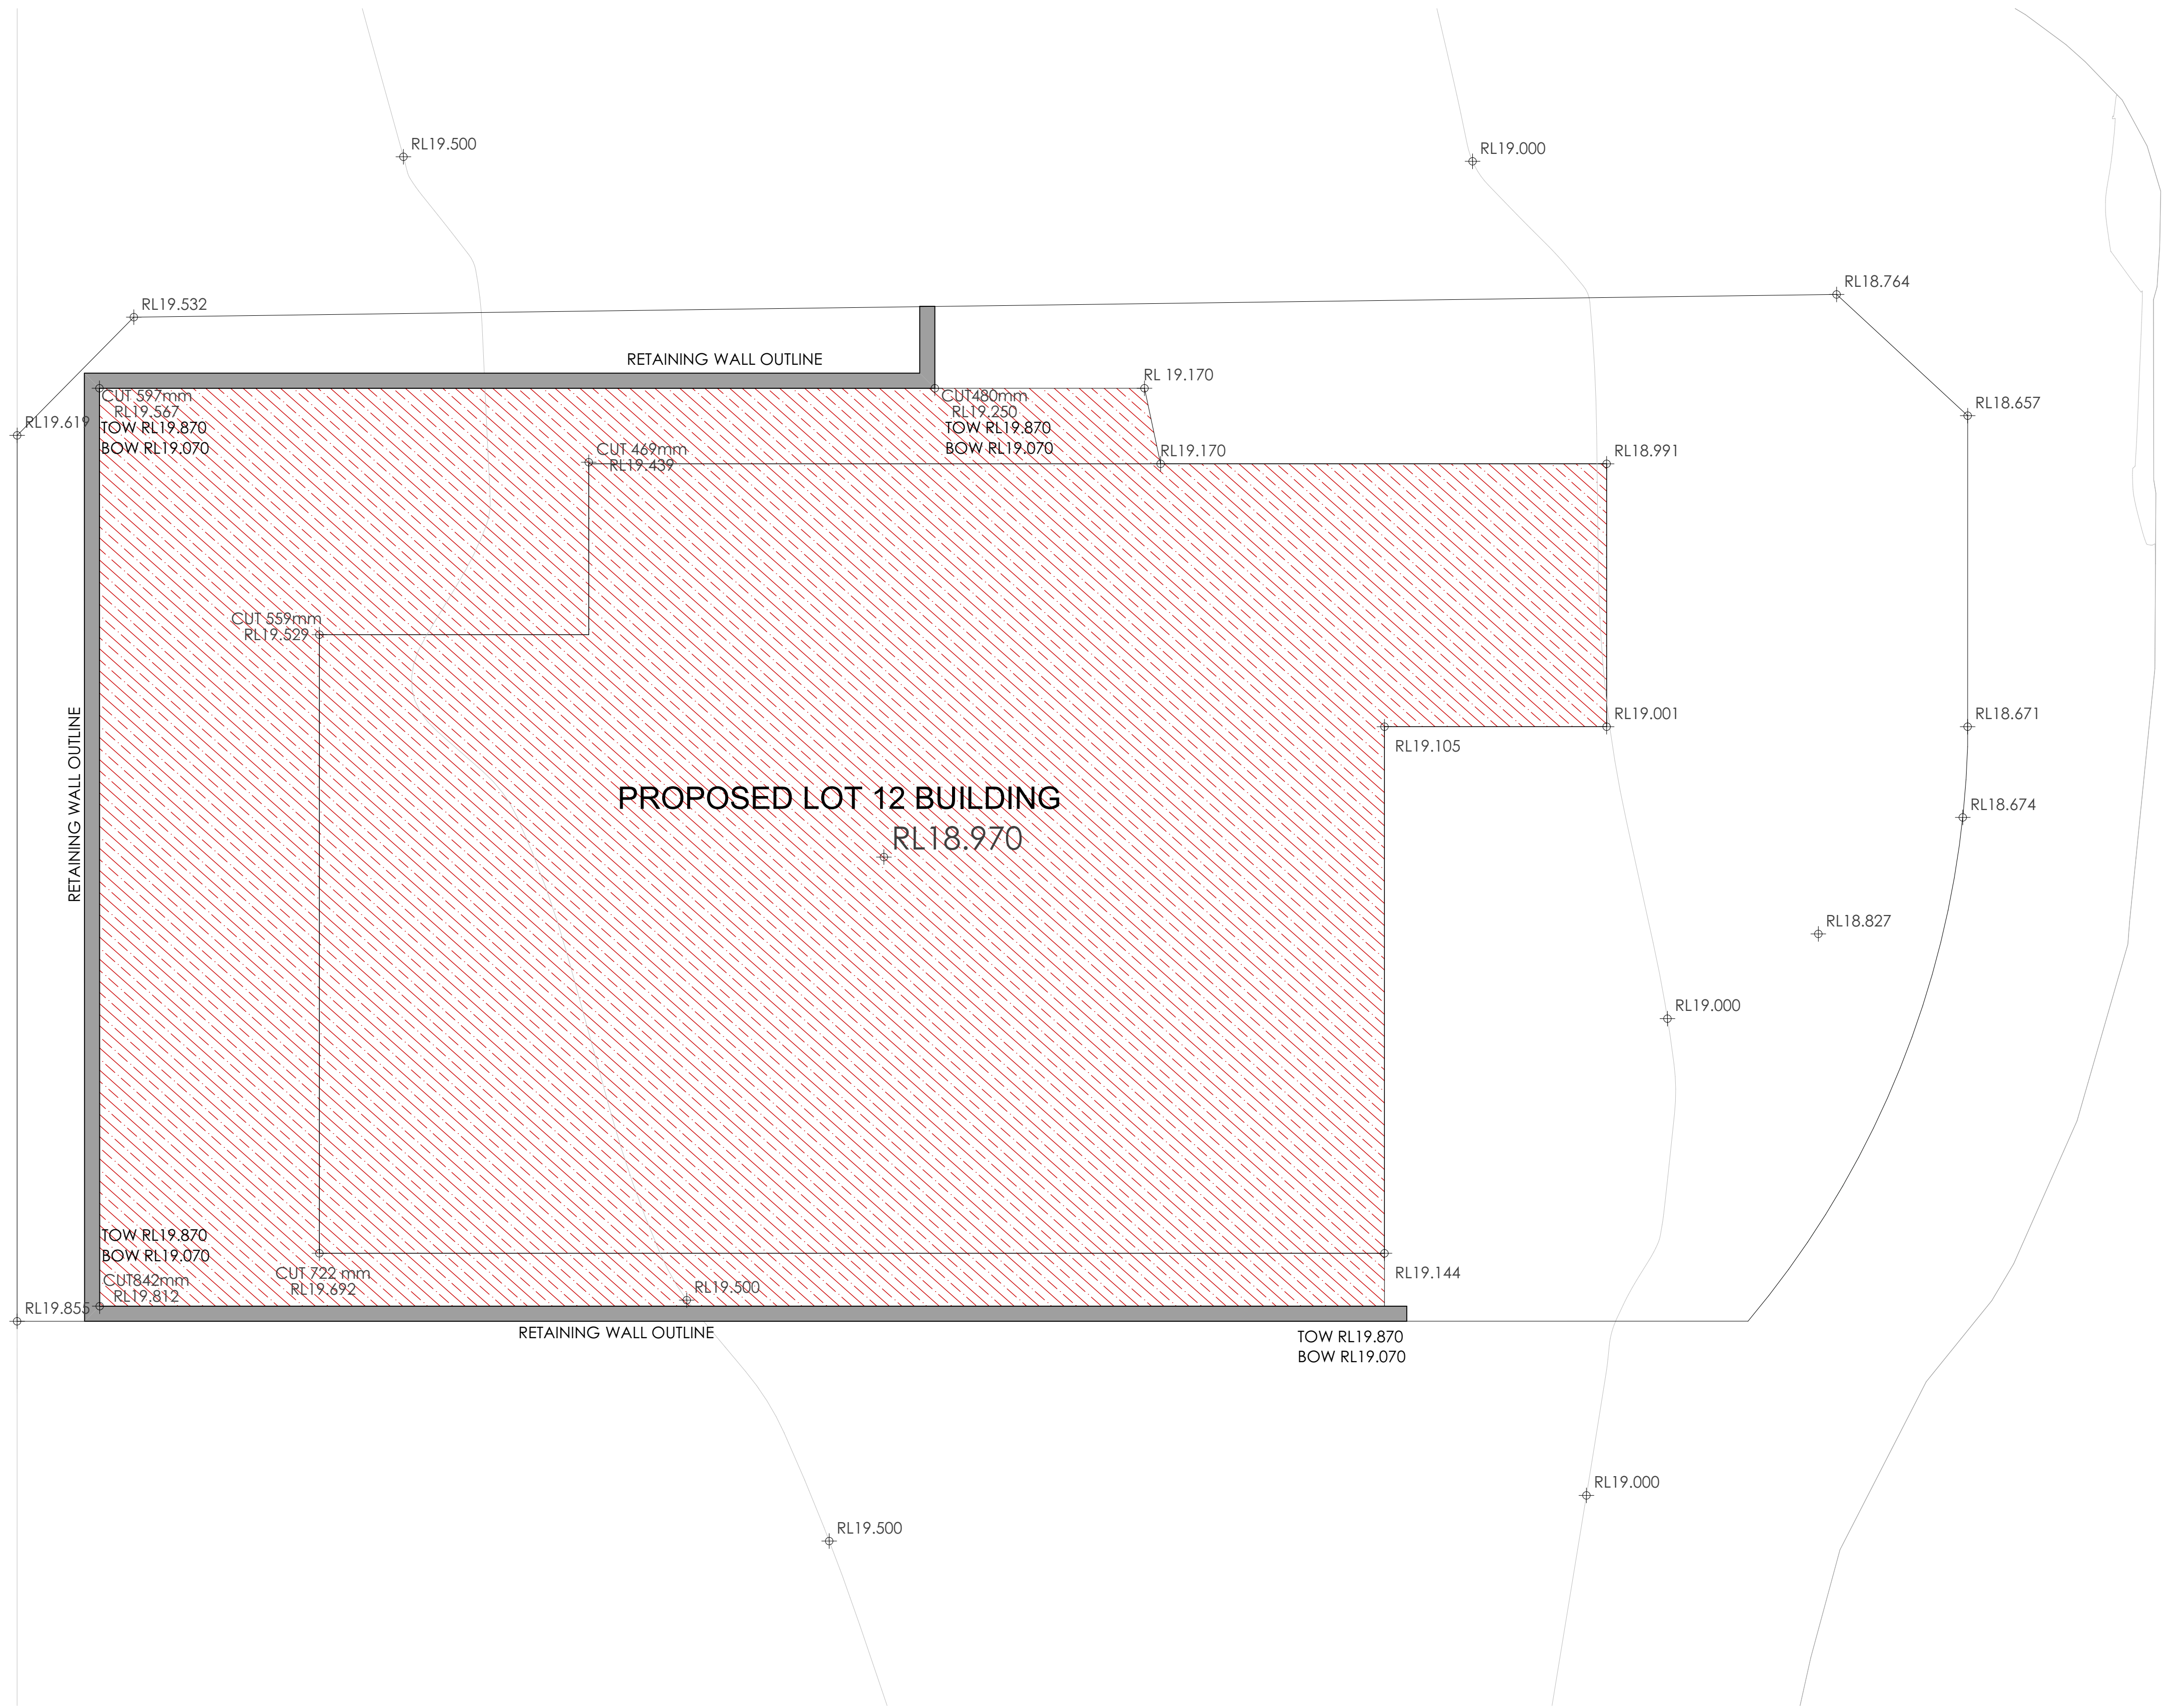 RL19.500
RL19.000
RL18.764
RL19.532
RETAINING WALL OUTLINE
RL 19.170
CUT 597mm
RL19.567
TOW RL19.870
BOW RL19.070
CUT480mm
RL19.250
TOW RL19.870
BOW RL19.070
RL18.657
RL19.619
CUT 469mm
RL19.439
RL19.170
RL18.991
CUT 559mm
RL19.529
RETAINING WALL OUTLINE
RL19.001
RL18.671
RL19.105
PROPOSED LOT 12 BUILDING
RL18.970
RL18.674
RL18.827
RL19.000
TOW RL19.870
BOW RL19.070
CUT842mm
RL19.812
CUT 722 mm
RL19.692
RL19.500
RL19.144
RL19.855
RETAINING WALL OUTLINE
TOW RL19.870
BOW RL19.070
RL19.000
RL19.500